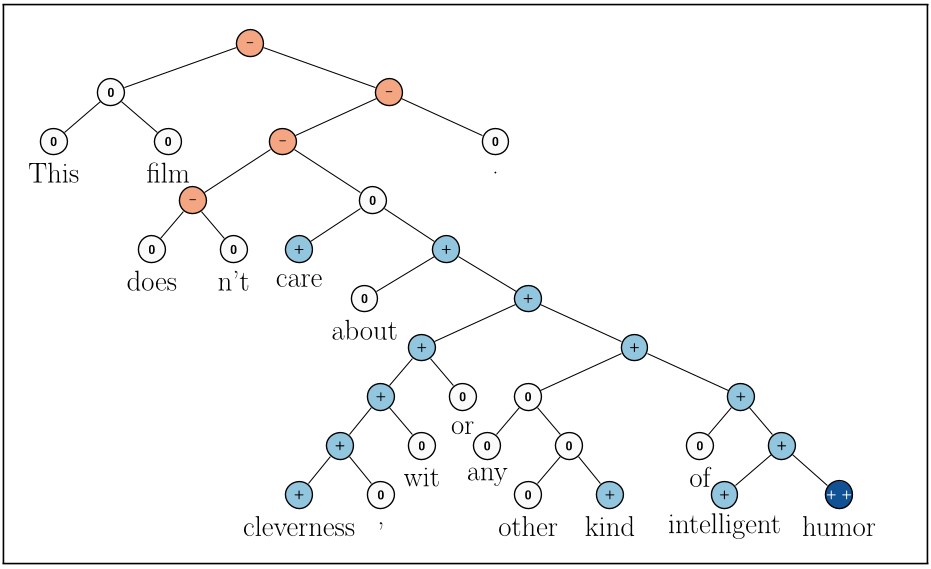 −
0 −
0 0 − 0
This film .
− 0
0 0 + +
does n't care
0 +
about
+ +
+ 0 0 +
or
+ 0 0 0 0 +
wit any of
+ 0 0 + + ++
cleverness , other kind intelligent humor